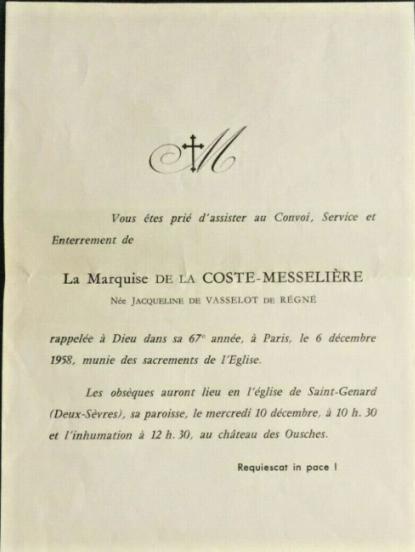 M
Vous êtes prié d'assister au Convoi, Service et
Enterrement de
La Marquise DE LA COSTE-MESSELIÈRE
Née Jacqueline de VASSELOT DE RÉGNÉ
rappelée à Dieu dans sa 67e année, à Paris, le 6 décembre
1958, munie des sacrements de l'Eglise.
Les obsèques auront lieu en l'église de Saint-Genard
(Deux-Sèvres), sa paroisse, le mercredi 10 décembre, à 10 h. 30
et l'inhumation à 12 h. 30, au château des Ousches.
Requiescat in pace !